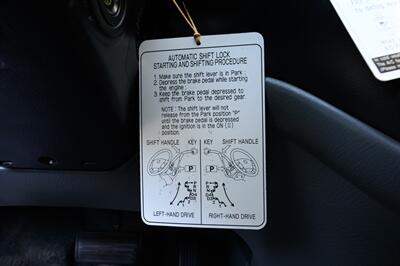 AUTOMATIC SHIFT LOCK
STARTING AND SHIFTING PROCEDURE
1. Make sure the shift lever is in Park.
2. Depress the brake pedal while starting
the engine.
3. Keep the brake pedal depressed to
shift from Park to the desired gear.
NOTE: The shift lever will not
release from the Park position "P"
until the brake pedal is depressed
and the ignition is in the ON (II)
position.
SHIFT HANDLE KEY
KEY SHIFT HANDLE
P
P
LEFT-HAND DRIVE
RIGHT-HAND DRIVE